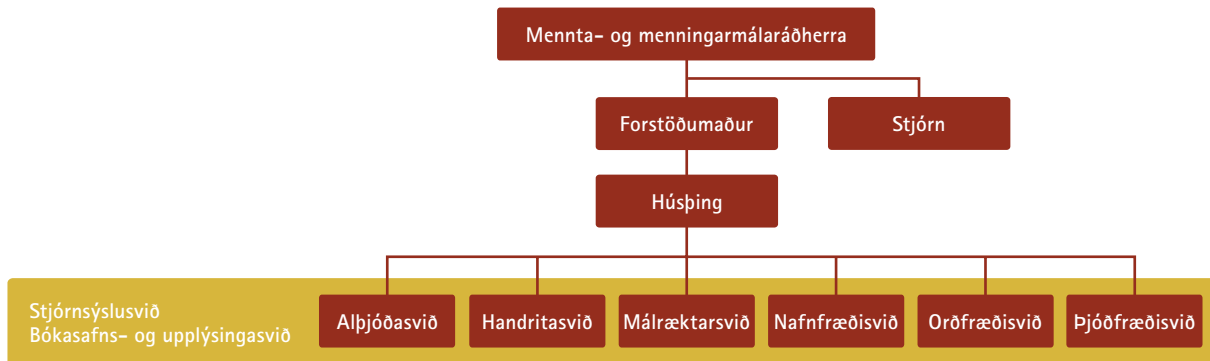 Mennta- og menningarmálaráðherra
Forstöðumaður
Stjórn
Húsþing
Stjórnsýslusvið
Bókasafns- og upplýsingasvið
Alþjóðasvið
Handritasvið
Málræktarsvið
Nafnfræðisvið
Orðfræðisvið
Þjóðfræðisvið